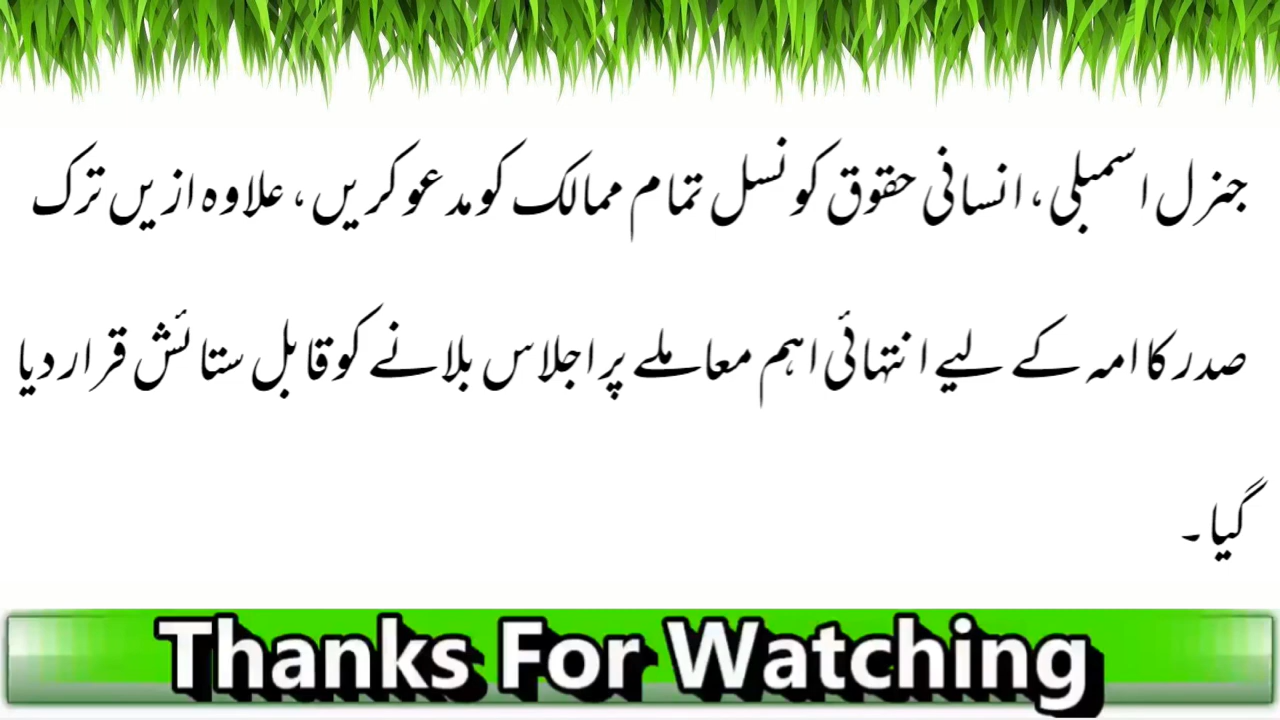 جنرل اسمبلی، انسانی حقوق کونسل تمام ممالک کو مدعو کریں، علاوہ ازیں ترک
صدر کا امہ کے لیے انتہائی اہم معاملے پر اجلاس بلانے کو قابل ستائش قرار دیا
گیا۔
Thanks For Watching